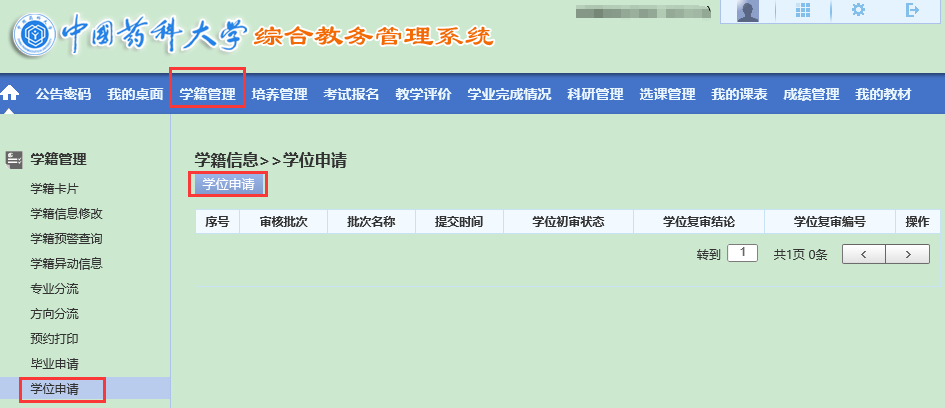 中国药科大学 综合教务管理系统
公告密码 我的桌面 学籍管理 培养管理 考试报名 教学评价 学业完成情况 科研管理 选课管理 我的课表 成绩管理 我的教材
学籍管理
学籍卡片
学籍信息修改
学籍预警查询
学籍异动信息
专业分流
方向分流
预约打印
毕业申请
学位申请
学籍信息>>学位申请
学位申请
序号 审核批次 批次名称 提交时间 学位初审状态 学位复审结论 学位复审编号 操作
转到 1 共1页 0条 < >